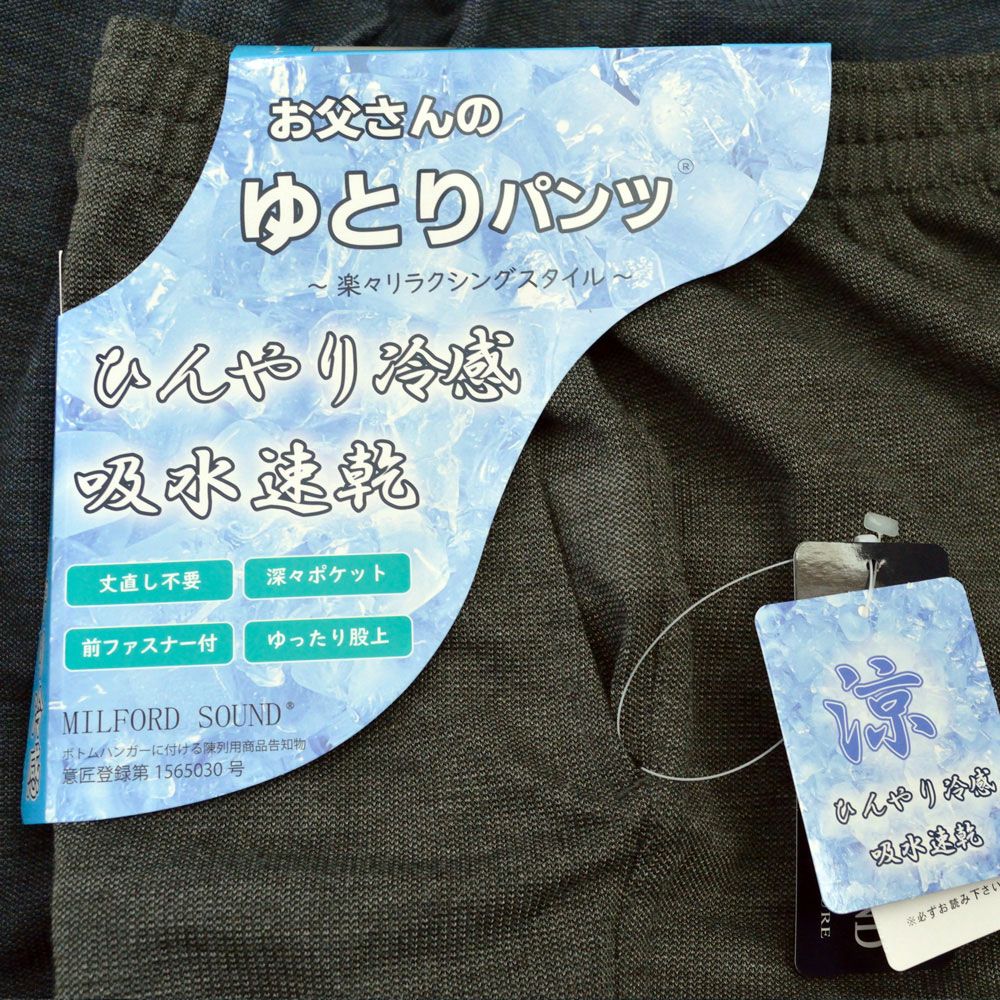 お父さんの
ゆとりパンツ®
～楽々リラクシングスタイル～
ひんやり冷感
吸水速乾
丈直し不要
深々ポケット
前ファスナー付
ゆったり股上
MILFORD SOUND®
ボトムハンガーに付ける陳列用商品告知物
意匠登録第 1565030 号
涼
ひんやり冷感
吸水速乾
※必ずお読み下さい